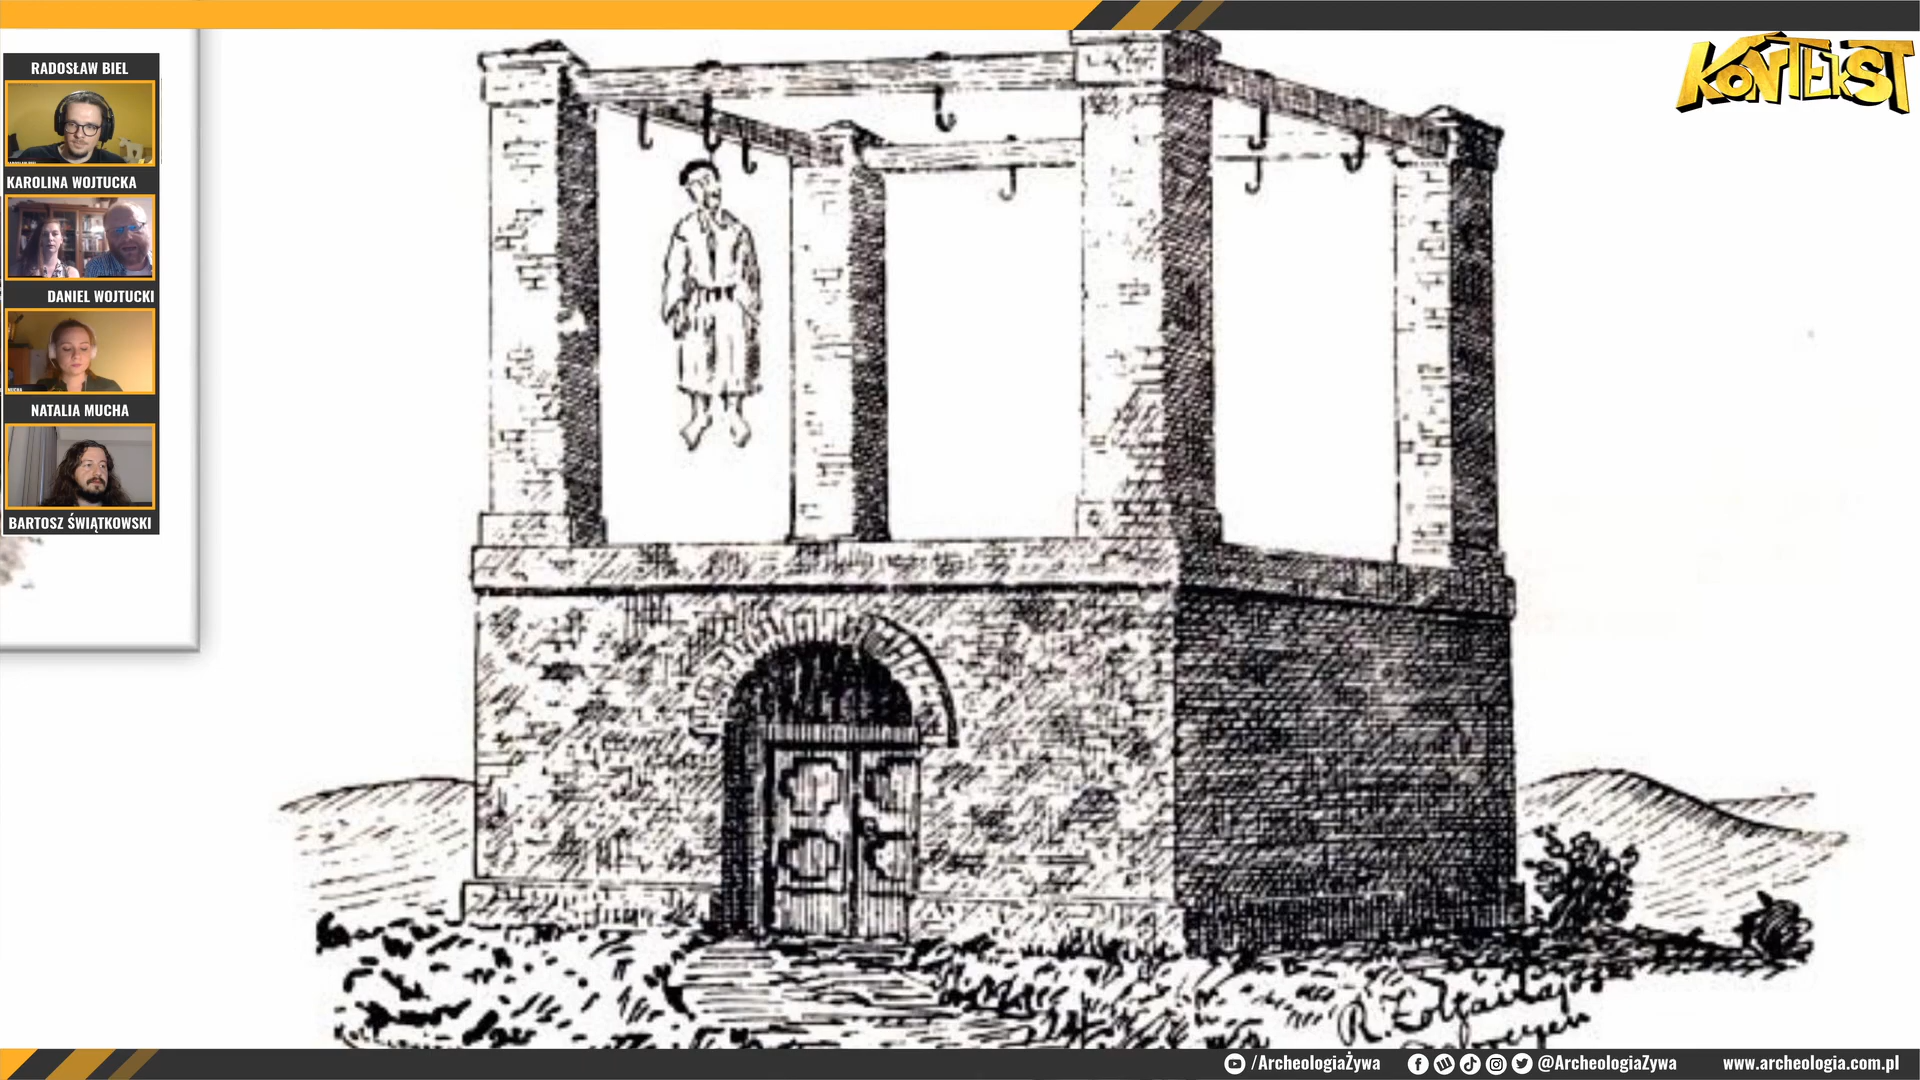 KONTEKST
RADOSŁAW BIEL
KAROLINA WOJTUCKA
DANIEL WOJTUCKI
NATALIA MUCHA
BARTOSZ ŚWIĄTKOWSKI
/ArcheologiaŻywa
@ArcheologiaZywa
www.archeologia.com.pl